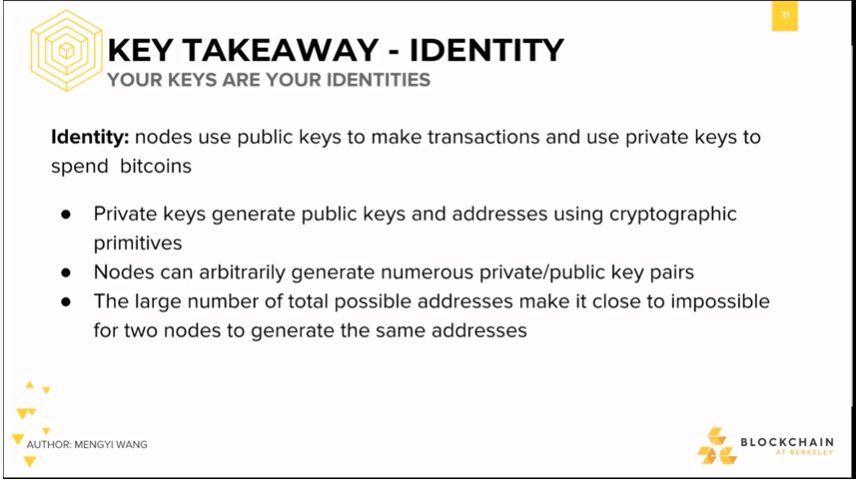 11
KEY TAKEAWAY - IDENTITY
YOUR KEYS ARE YOUR IDENTITIES
Identity: nodes use public keys to make transactions and use private keys to
spend bitcoins
● Private keys generate public keys and addresses using cryptographic
primitives
● Nodes can arbitrarily generate numerous private/public key pairs
● The large number of total possible addresses make it close to impossible
for two nodes to generate the same addresses
AUTHOR: MENGYI WANG
BLOCKCHAIN
AT BERKELEY